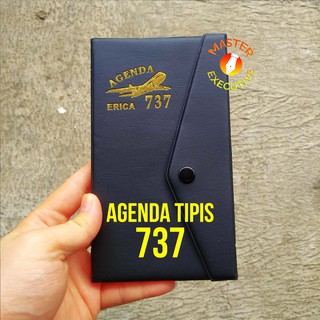 MASTER
EXECUTIVE
AGENDA
ERICA 737
AGENDA TIPIS
737